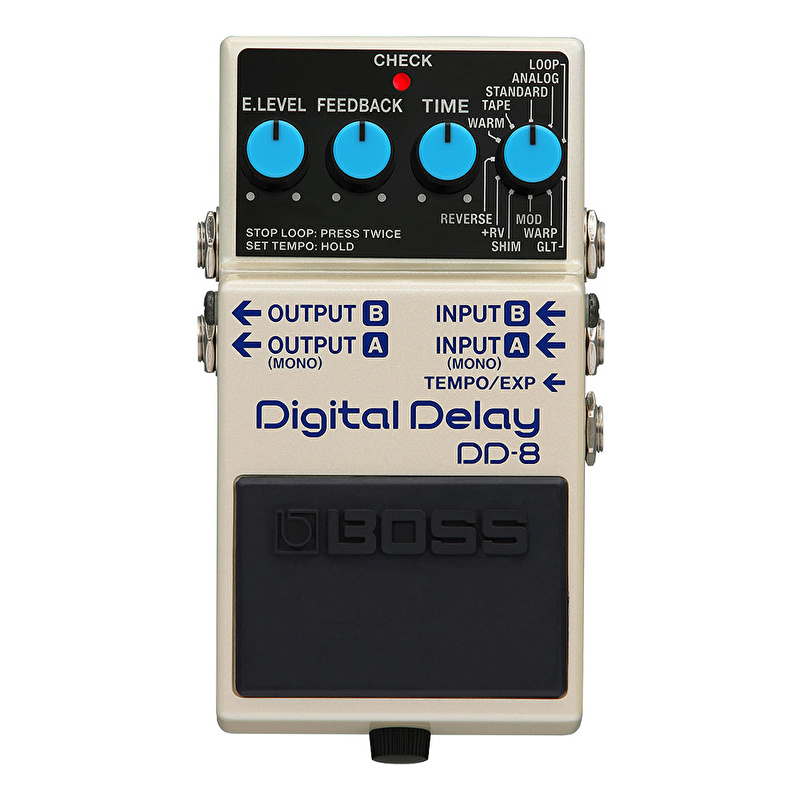 CHECK
E.LEVEL
FEEDBACK
TIME
LOOP
ANALOG
STANDARD
TAPE
WARM
REVERSE
+RV
SHIM
MOD
WARP
GLT
STOP LOOP: PRESS TWICE
SET TEMPO: HOLD
OUTPUT B
INPUT B
OUTPUT A
(MONO)
INPUT A
(MONO)
TEMPO/EXP
Digital Delay
DD-8
BOSS